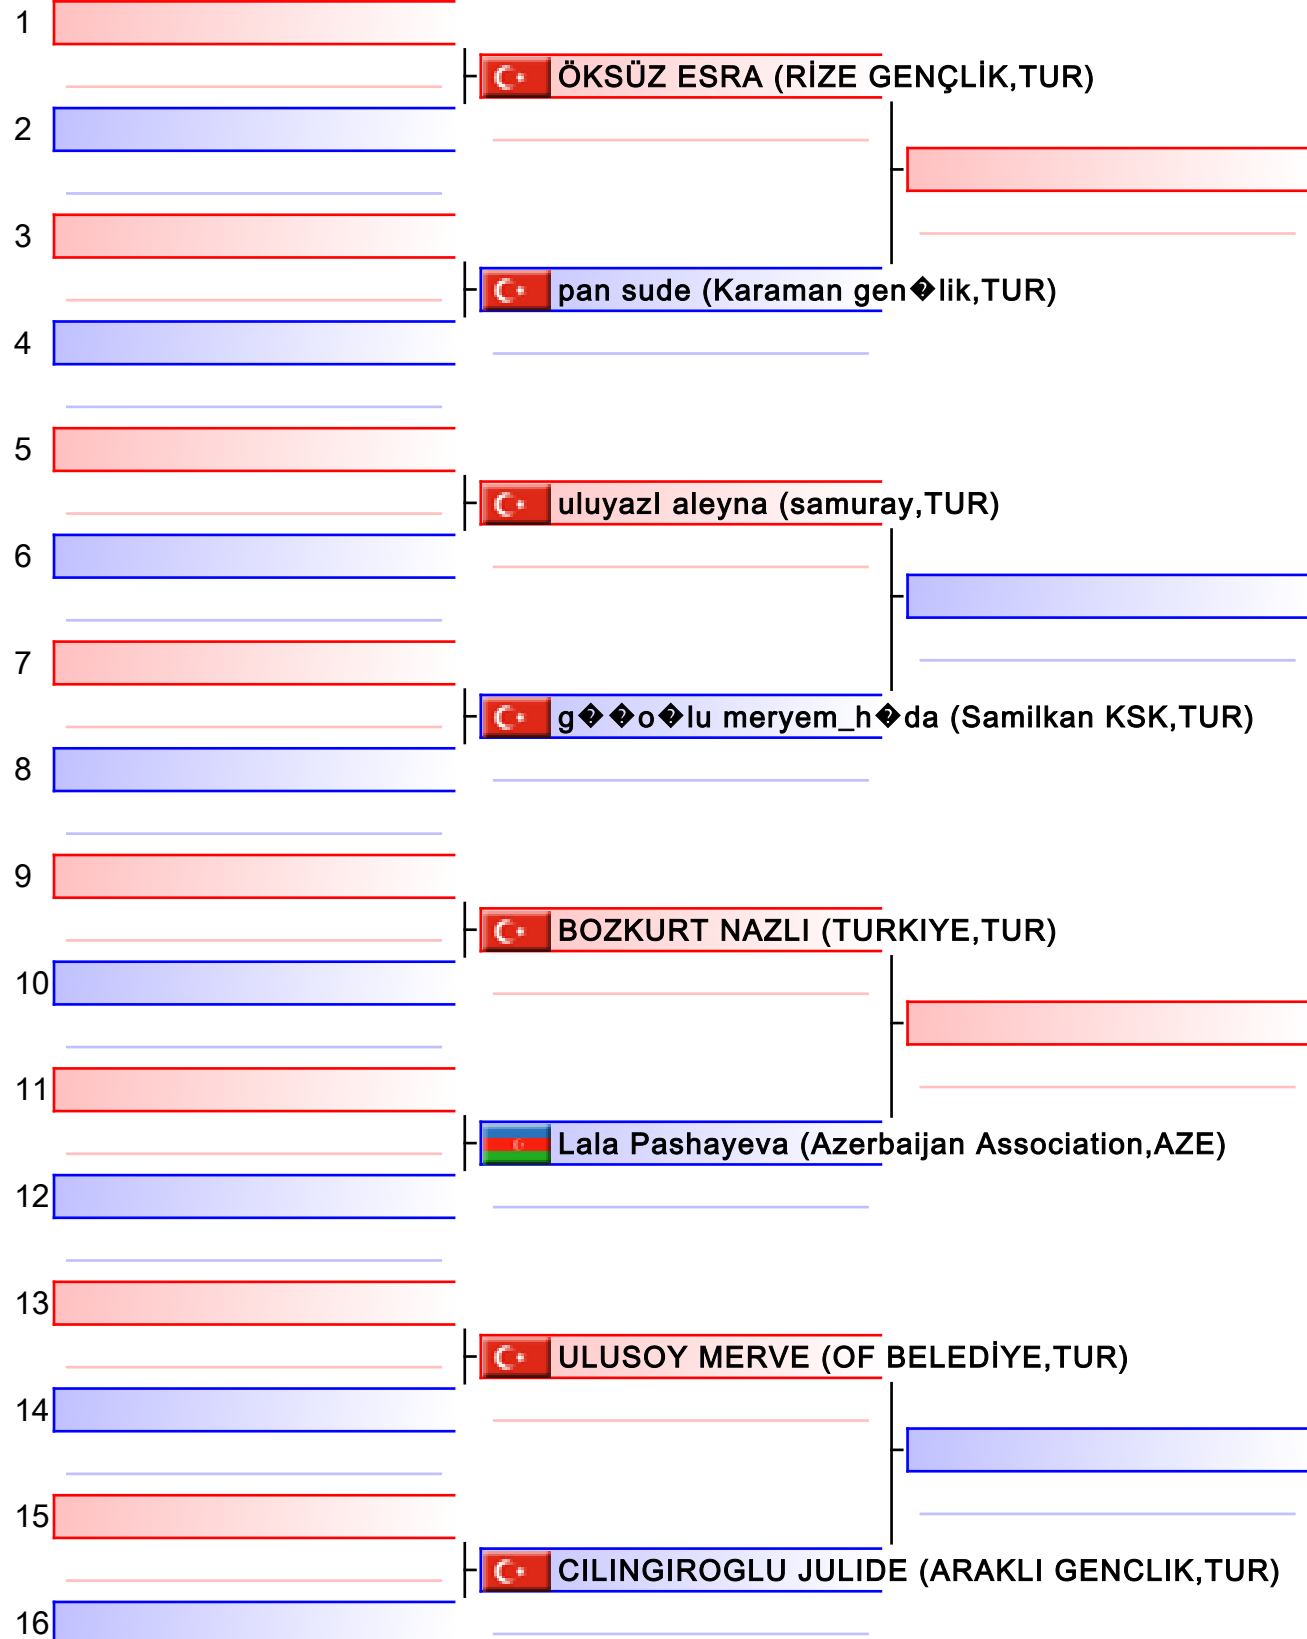 1
ÖKSÜZ ESRA (RİZE GENÇLİK,TUR)
2
3
pan sude (Karaman gen�lik,TUR)
4
5
uluyazI aleyna (samuray,TUR)
6
7
g��o�lu meryem_h�da (Samilkan KSK,TUR)
8
9
BOZKURT NAZLI (TURKIYE,TUR)
10
11
Lala Pashayeva (Azerbaijan Association,AZE)
12
13
ULUSOY MERVE (OF BELEDİYE,TUR)
14
15
CILINGIROGLU JULIDE (ARAKLI GENCLIK,TUR)
16